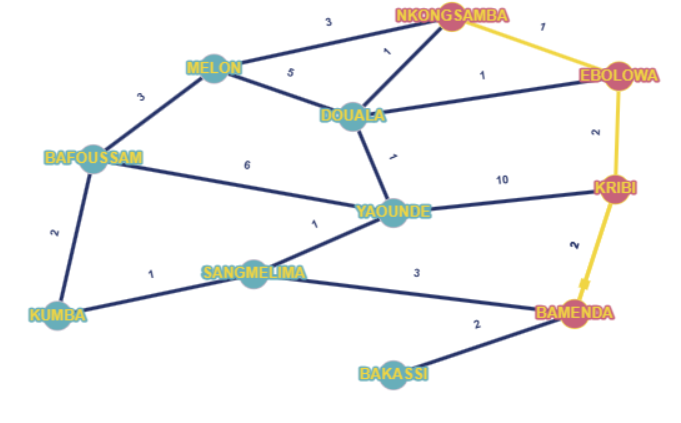 NKONGSAMBA
3
1
MELON
5
1
1
EBOLOWA
3
DOUALA
2
BAFOUSSAM
6
1
10
KRIBI
YAOUNDE
2
1
2
SANGMELIMA
1
3
KUMBA
BAMENDA
2
BAKASSI